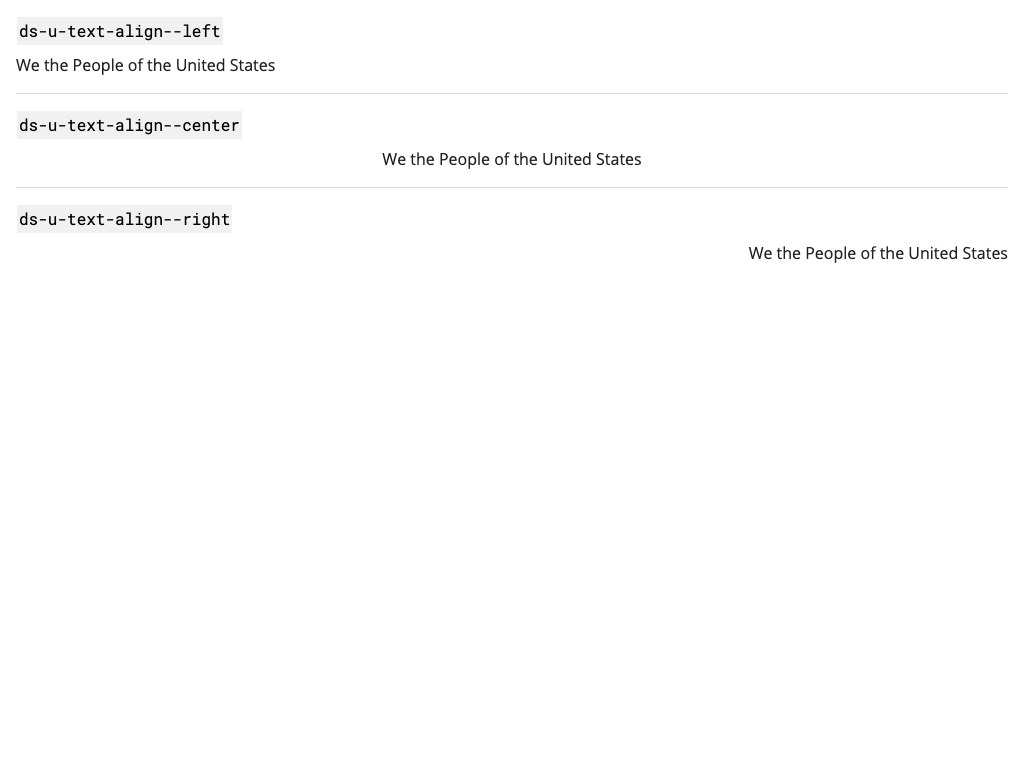 ds-u-text-align--left
We the People of the United States
ds-u-text-align--center
We the People of the United States
ds-u-text-align--right
We the People of the United States